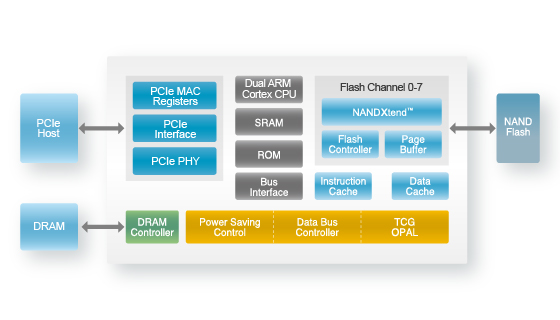 PCIe
Host
DRAM
PCIe MAC
Registers
PCIe
Interface
PCIe PHY
Dual ARM
Cortex CPU
SRAM
ROM
Bus
Interface
Flash Channel 0-7
NANDXtend™
Flash
Controller
Page
Buffer
Instruction
Cache
Data
Cache
DRAM
Controller
Power Saving
Control
Data Bus
Controller
TCG
OPAL
NAND
Flash